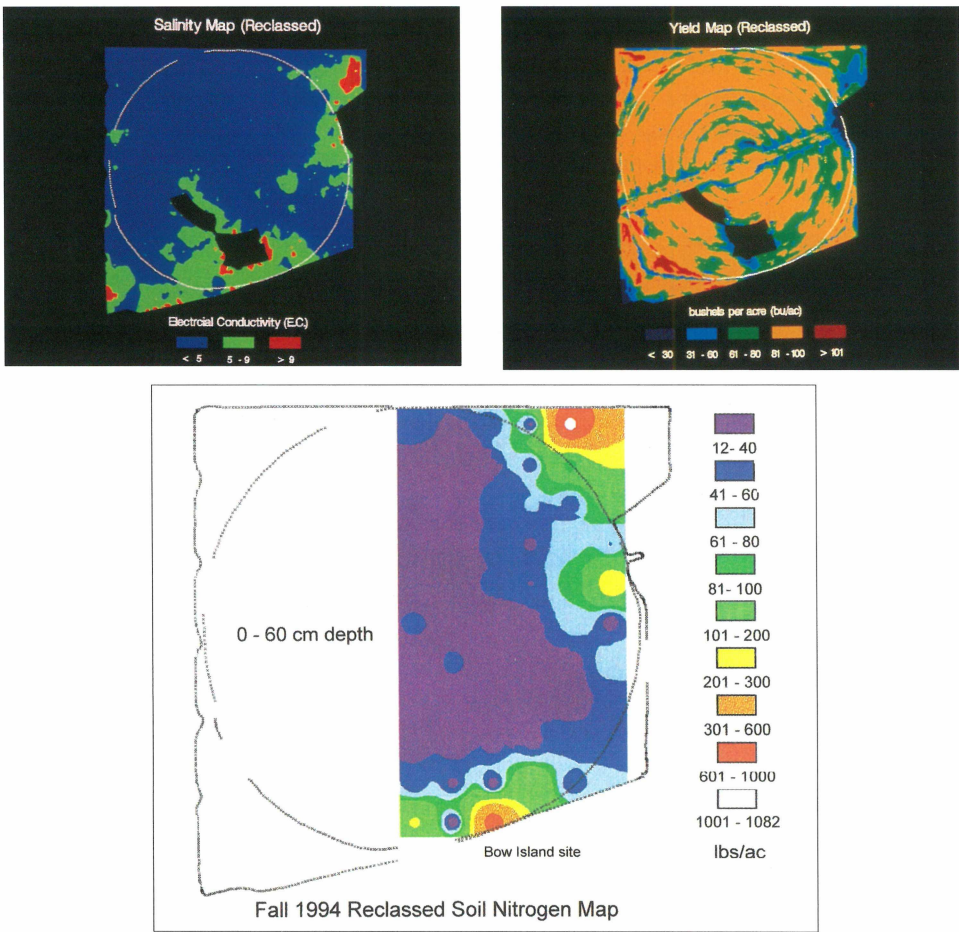 Salinity Map (Reclassed)
Electrcial Conductivity (E.C.)
< 5 5 - 9 > 9
Yield Map (Reclassed)
bushels per acre (bu/ac)
< 30 31 - 60 61 - 80 81 - 100 > 101
0 - 60 cm depth
12- 40
41 - 60
61 - 80
81- 100
101 - 200
201 - 300
301 - 600
601 - 1000
1001 - 1082
lbs/ac
Bow Island site
Fall 1994 Reclassed Soil Nitrogen Map